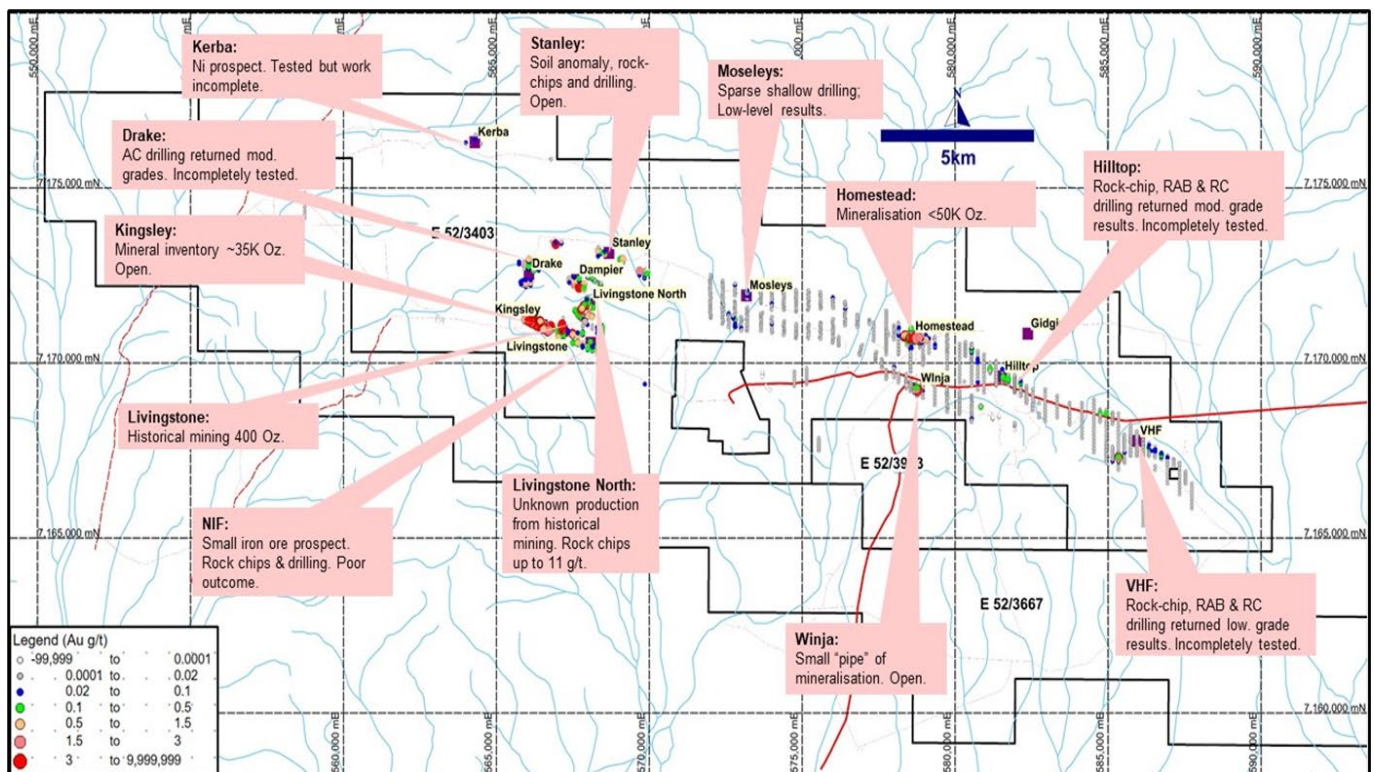 550,000 mE
565,000 mE
580,000 mE
585,000 mE
590,000 mE
Kerba:
Ni prospect. Tested but work
incomplete.
Stanley:
Soil anomaly, rock-
chips and drilling.
Open.
Moseleys:
Sparse shallow drilling;
Low-level results.
N
5km
Drake:
AC drilling returned mod.
grades. Incompletely tested.
Kerba
Homestead:
Mineralisation <50K Oz.
Hilltop:
Rock-chip, RAB & RC
drilling returned mod. grade
results. Incompletely tested.
7,175,000 mN
7,175,000 mN
Kingsley:
Mineral inventory ~35K Oz.
Open.
E 52/3403
Stanley
Drake
Dampier
Livingstone North
Mosleys
Kingsley
Livingstone
Homestead
Gidgi
Hilltop
WInja
7,170,000 mN
7,170,000 mN
Livingstone:
Historical mining 400 Oz.
VHF
Livingstone North:
Unknown production
from historical
mining. Rock chips
up to 11 g/t.
NIF:
Small iron ore prospect.
Rock chips & drilling. Poor
outcome.
7,165,000 mN
7,165,000 mN
E 52/3667
VHF:
Rock-chip, RAB & RC
drilling returned low. grade
results. Incompletely tested.
Winja:
Small “pipe” of
mineralisation. Open.
7,160,000 mN
Legend (Au g/t)
-99,999 to 0.0001
0.0001 to 0.02
0.02 to 0.1
0.1 to 0.5
0.5 to 1.5
1.5 to 3
3 to 9,999,999
560,000 mE
565,000 mE
570,000 mE
575,000 mE
580,000 mE
585,000 mE
590,000 mE